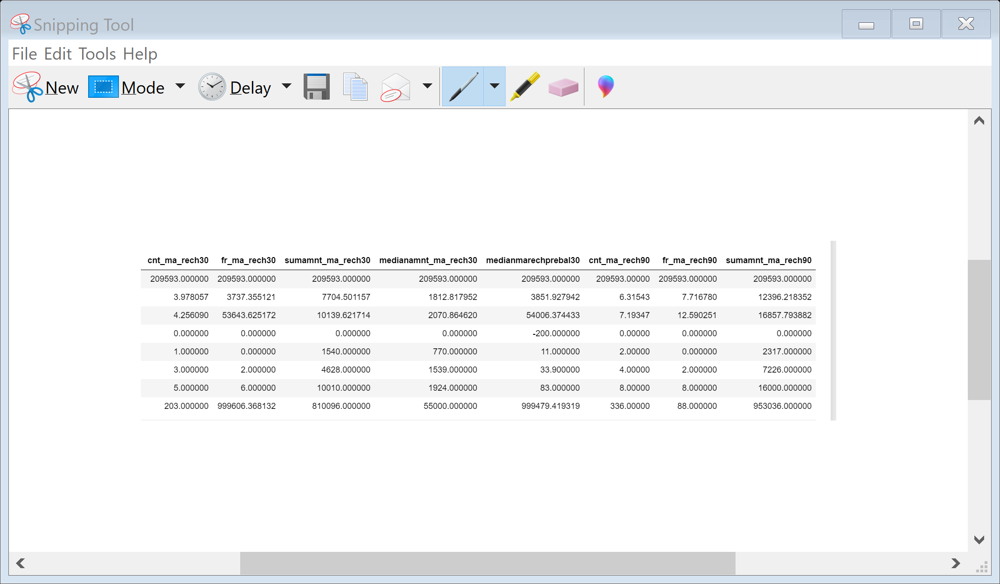 Snipping Tool
File Edit Tools Help
New Mode Delay
cnt_ma_rech30 fr_ma_rech30 sumamnt_ma_rech30 medianamnt_ma_rech30 medianmarechprebal30 cnt_ma_rech90 fr_ma_rech90 sumamnt_ma_rech90
209593.000000 209593.000000 209593.000000 209593.000000 209593.000000 209593.00000 209593.000000 209593.000000
3.978057 3737.355121 7704.501157 1812.817952 3851.927942 6.31543 7.716780 12396.218352
4.256090 53643.625172 10139.621714 2070.864620 54006.374433 7.19347 12.590251 16857.793882
0.000000 0.000000 0.000000 0.000000 -200.000000 0.00000 0.000000 0.000000
1.000000 0.000000 1540.000000 770.000000 11.000000 2.00000 0.000000 2317.000000
3.000000 2.000000 4628.000000 1539.000000 33.900000 4.00000 2.000000 7226.000000
5.000000 6.000000 10010.000000 1924.000000 83.000000 8.00000 8.000000 16000.000000
203.000000 999606.368132 810096.000000 55000.000000 999479.419319 336.00000 88.000000 953036.000000